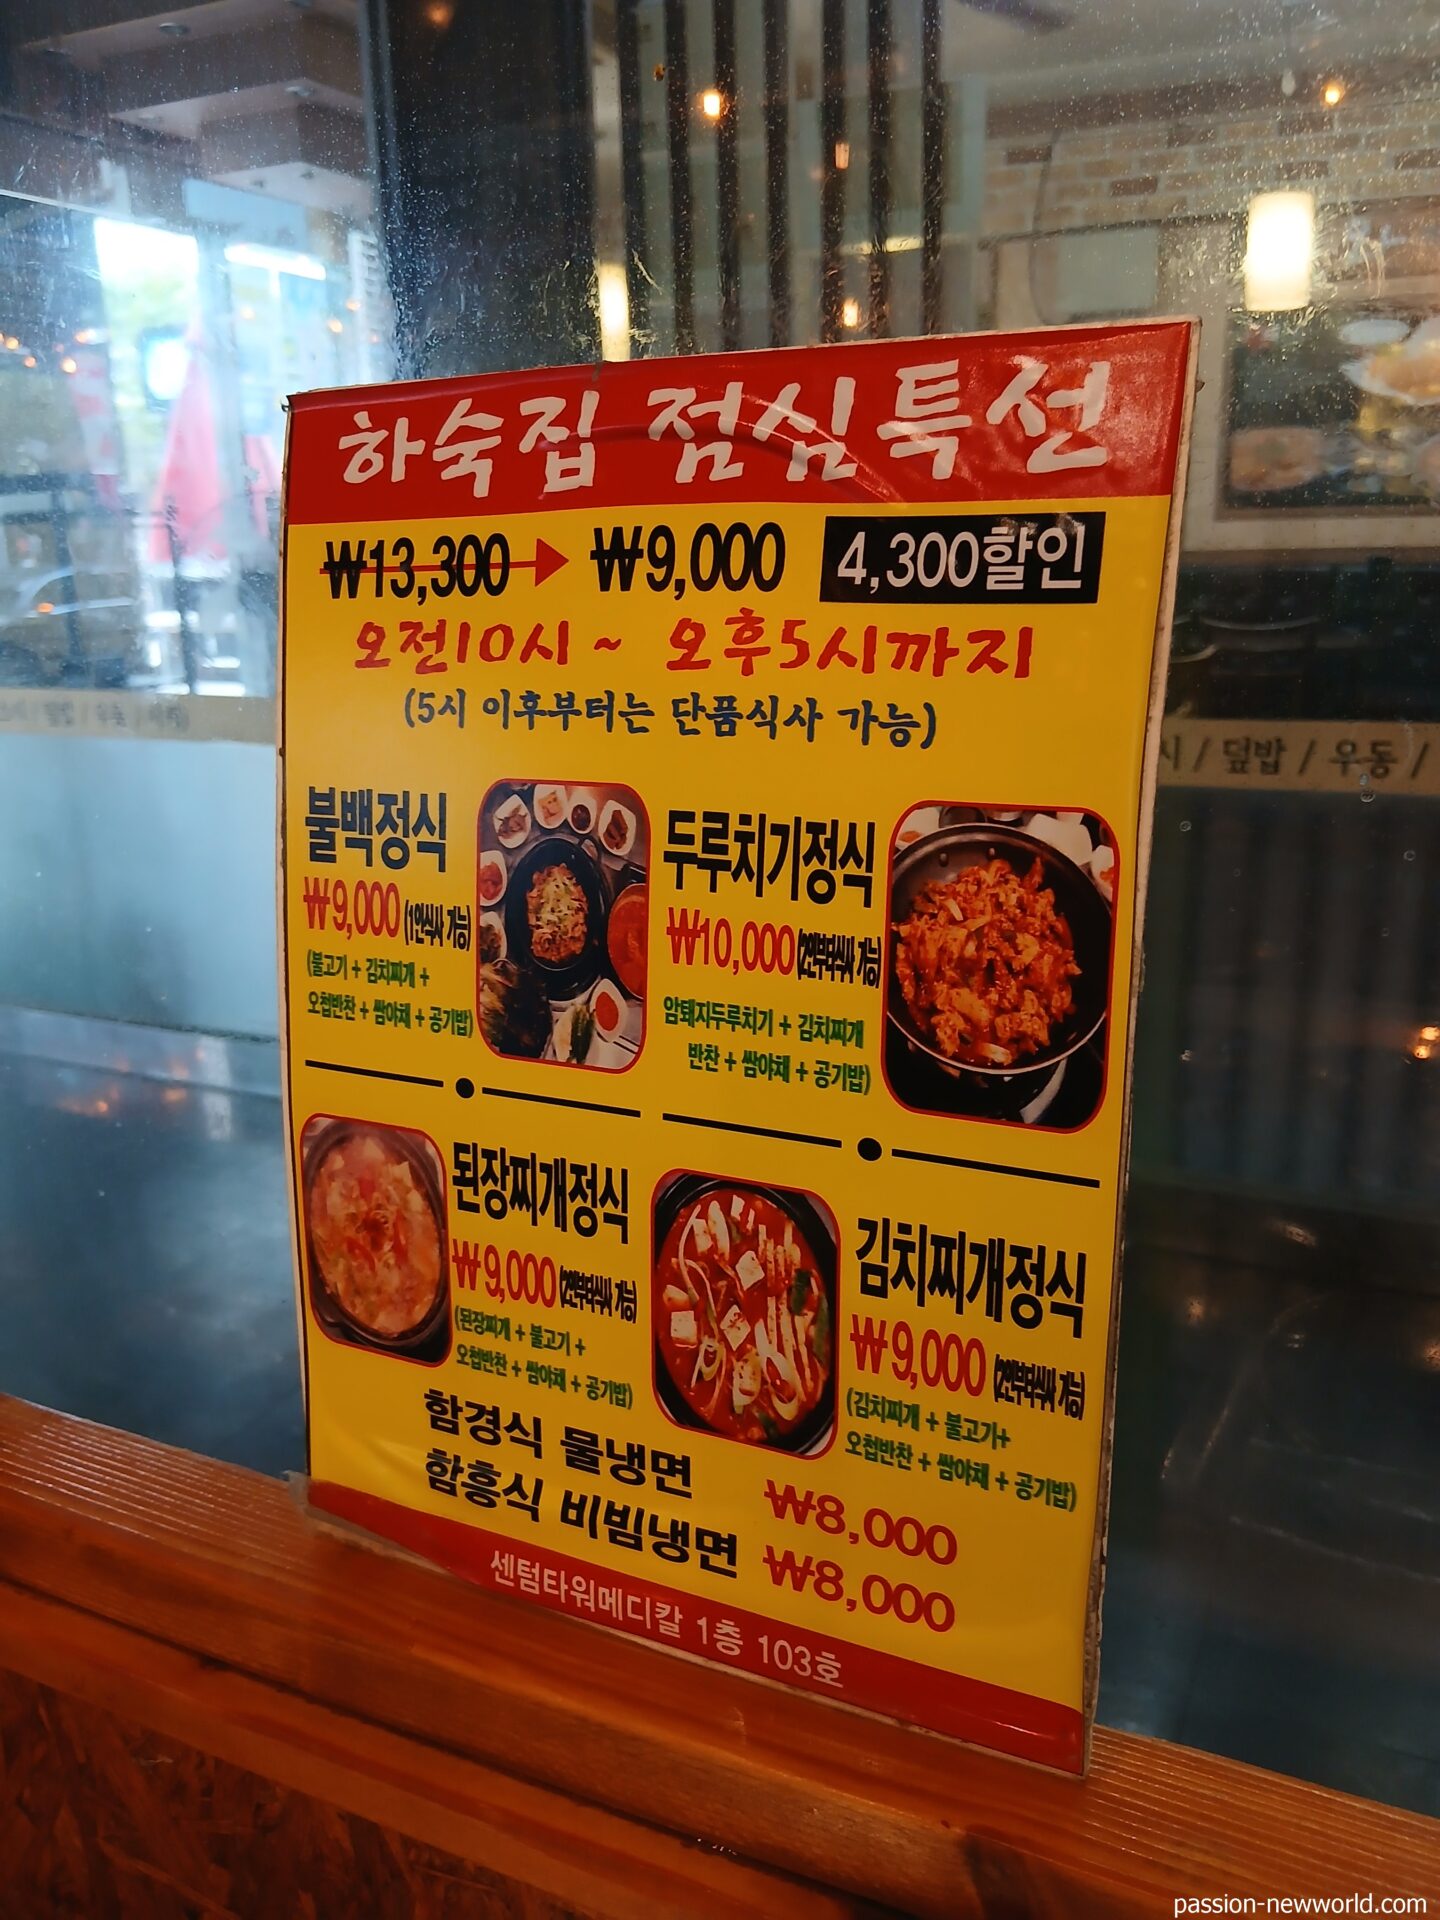 하숙집 점심특선
₩13,300 → ₩9,000 4,300할인
오전10시 ~ 오후5시까지
(5시 이후부터는 단품식사 가능)
불백정식
₩9,000 (1인식사 가능)
(불고기 + 김치찌개 +
오첩반찬 + 쌈야채 + 공기밥)
두루치기정식
₩10,000 (2인부터식사 가능)
암퇘지두루치기 + 김치찌개
반찬 + 쌈야채 + 공기밥)
된장찌개정식
₩9,000 (2인부터식사 가능)
(된장찌개 + 불고기 +
오첩반찬 + 쌈야채 + 공기밥)
김치찌개정식
₩9,000 (2인부터식사 가능)
(김치찌개 + 불고기+
오첩반찬 + 쌈야채 + 공기밥)
함경식 물냉면 ₩8,000
함흥식 비빔냉면 ₩8,000
센텀타워메디칼 1층 103호
시 / 덮밥 / 우동 /
passion-newworld.com